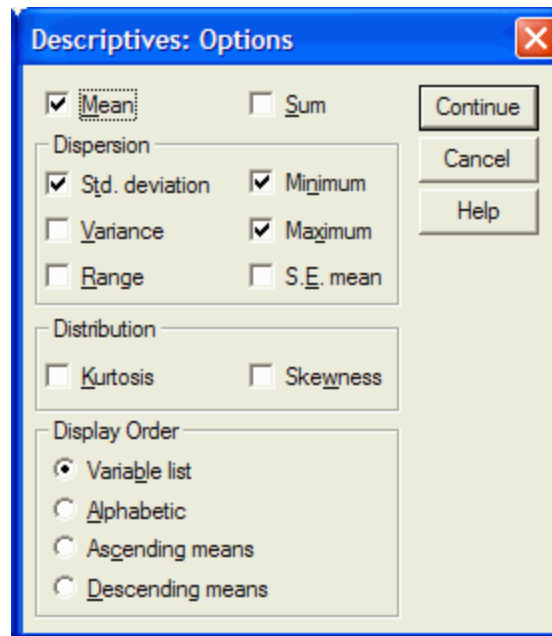 Descriptives: Options
Mean
Sum
Continue
Dispersion
Cancel
Std. deviation
Minimum
Help
Variance
Maximum
Range
S.E. mean
Distribution
Kurtosis
Skewness
Display Order
Variable list
Alphabetic
Ascending means
Descending means